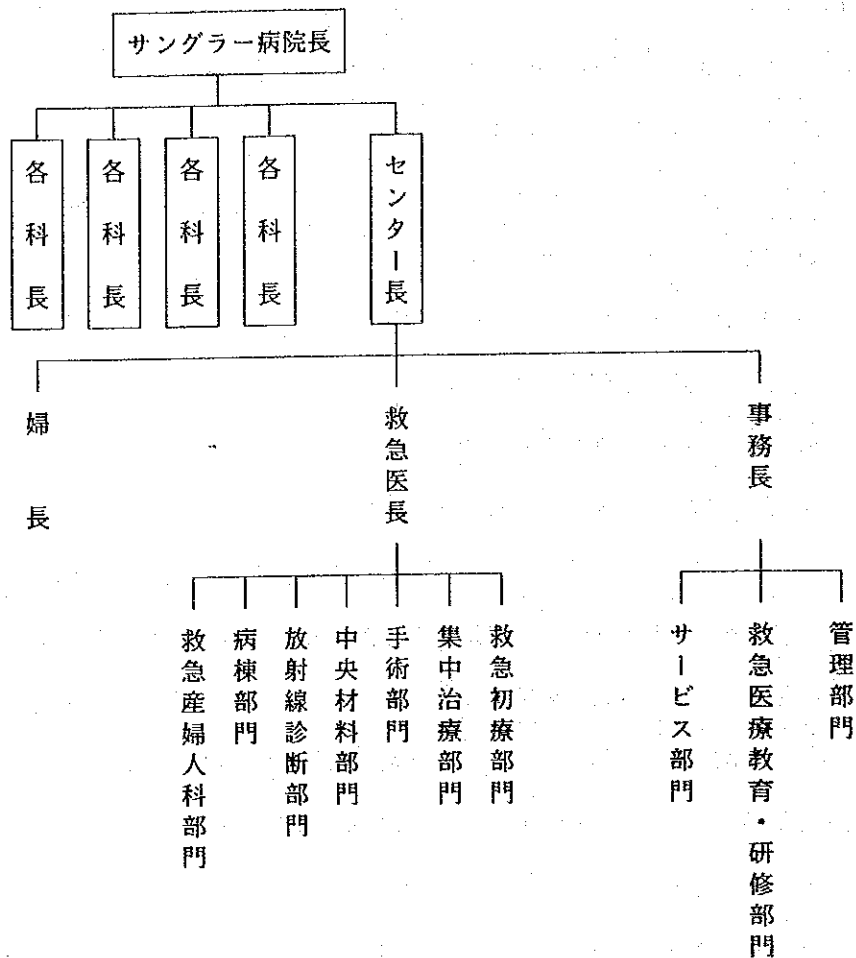 サングラー病院長
各科長
各科長
各科長
各科長
センター長
婦長
救急医長
事務長
救急産婦人科部門
病棟部門
放射線診断部門
中央材料部門
手術部門
集中治療部門
救急初療部門
サービス部門
救急医療教育・研修部門
管理部門